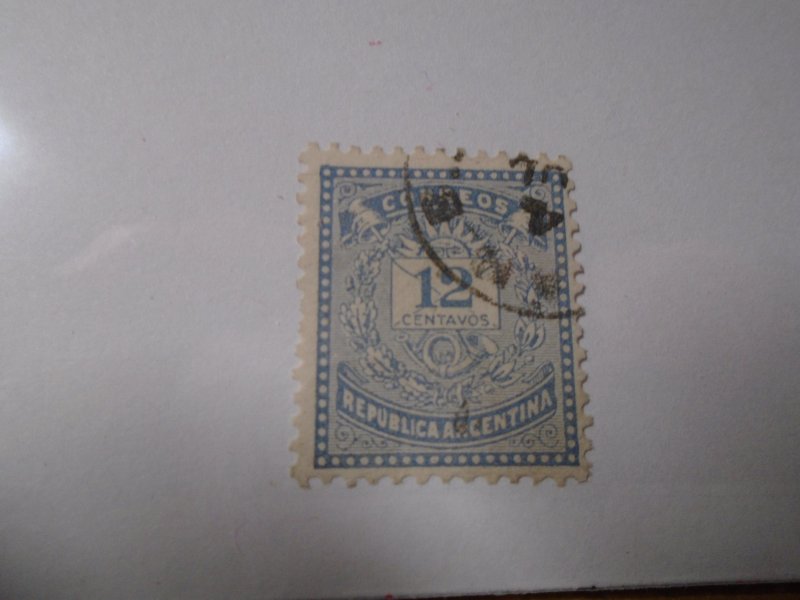 CORREOS
12
CENTAVOS
REPUBLICA ARGENTINA